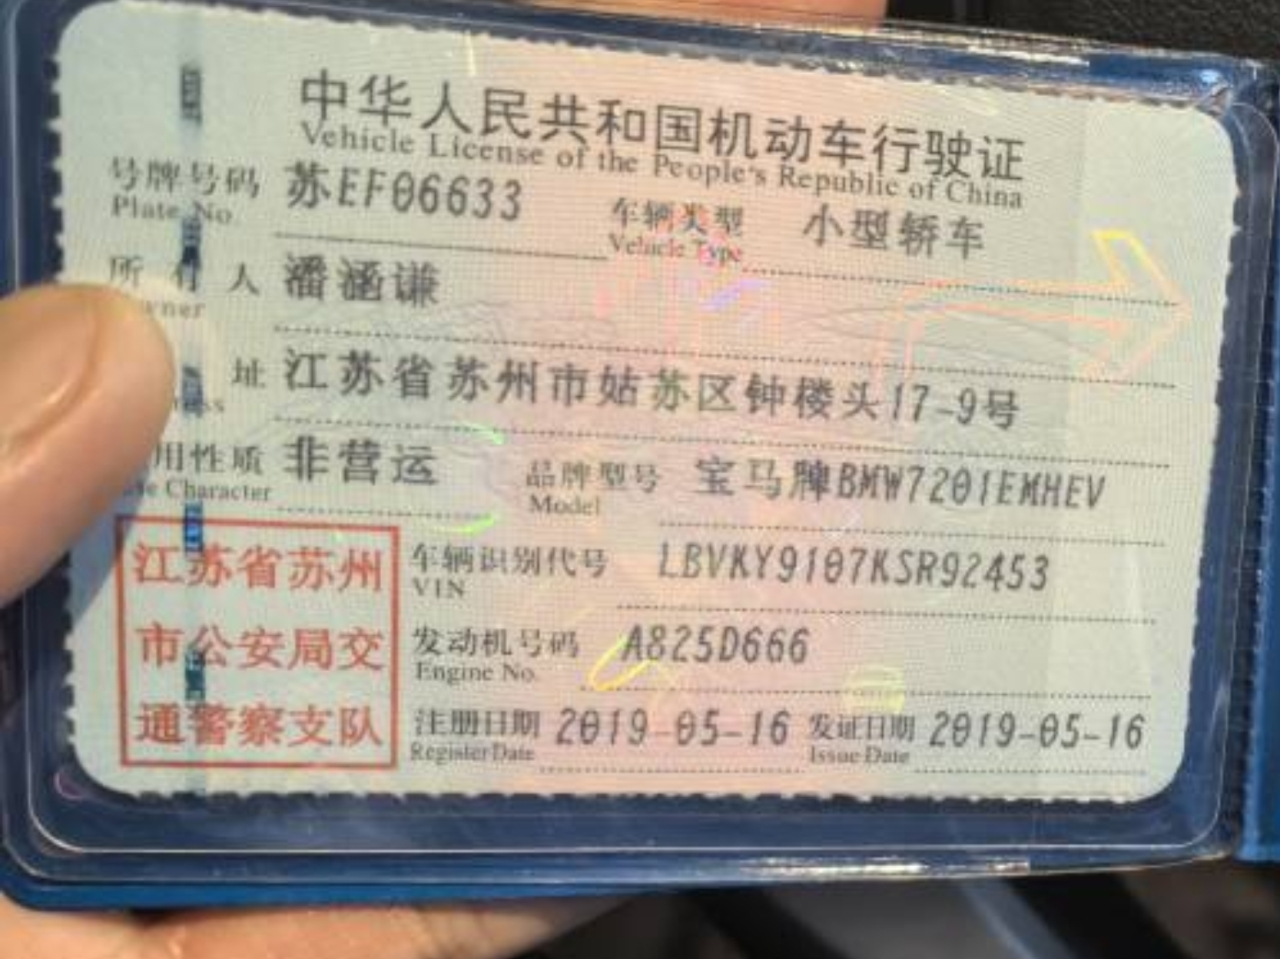 中华人民共和国机动车行驶证
Vehicle License of the People's Republic of China
号牌号码 苏EF06633 车辆类型 小型轿车
Plate No. Vehicle Type
所有人 潘涵谦
址 江苏省苏州市姑苏区钟楼头17-9号
用性质 非营运 品牌型号 宝马牌BMW7201EMHEV
Character Model
江苏省苏州
市公安局交
通警察支队
车辆识别代号 LBVKY9107KSR92453
VIN
发动机号码 A825D666
Engine No.
注册日期 2019-05-16 发证日期 2019-05-16
Register Date Issue Date